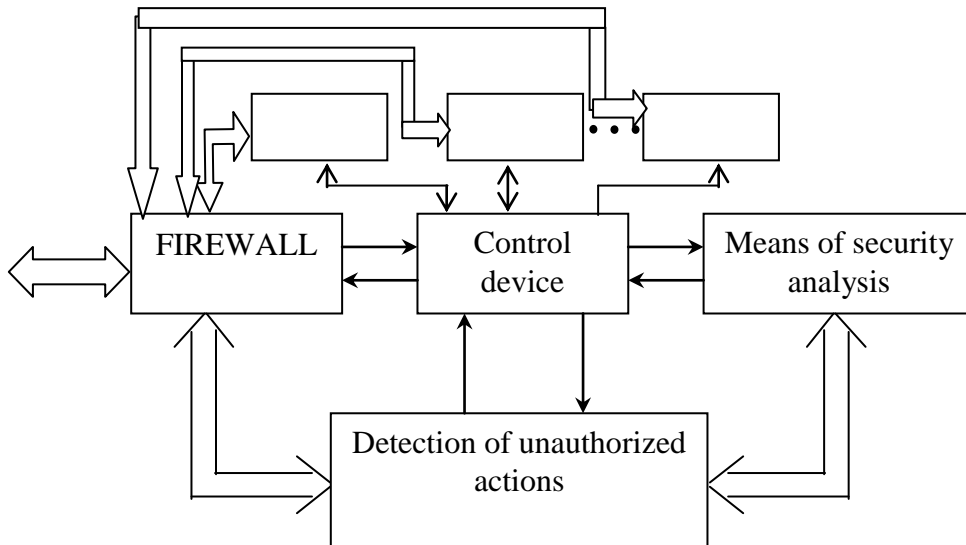 FIREWALL
Control
device
Means of security
analysis
Detection of unauthorized
actions